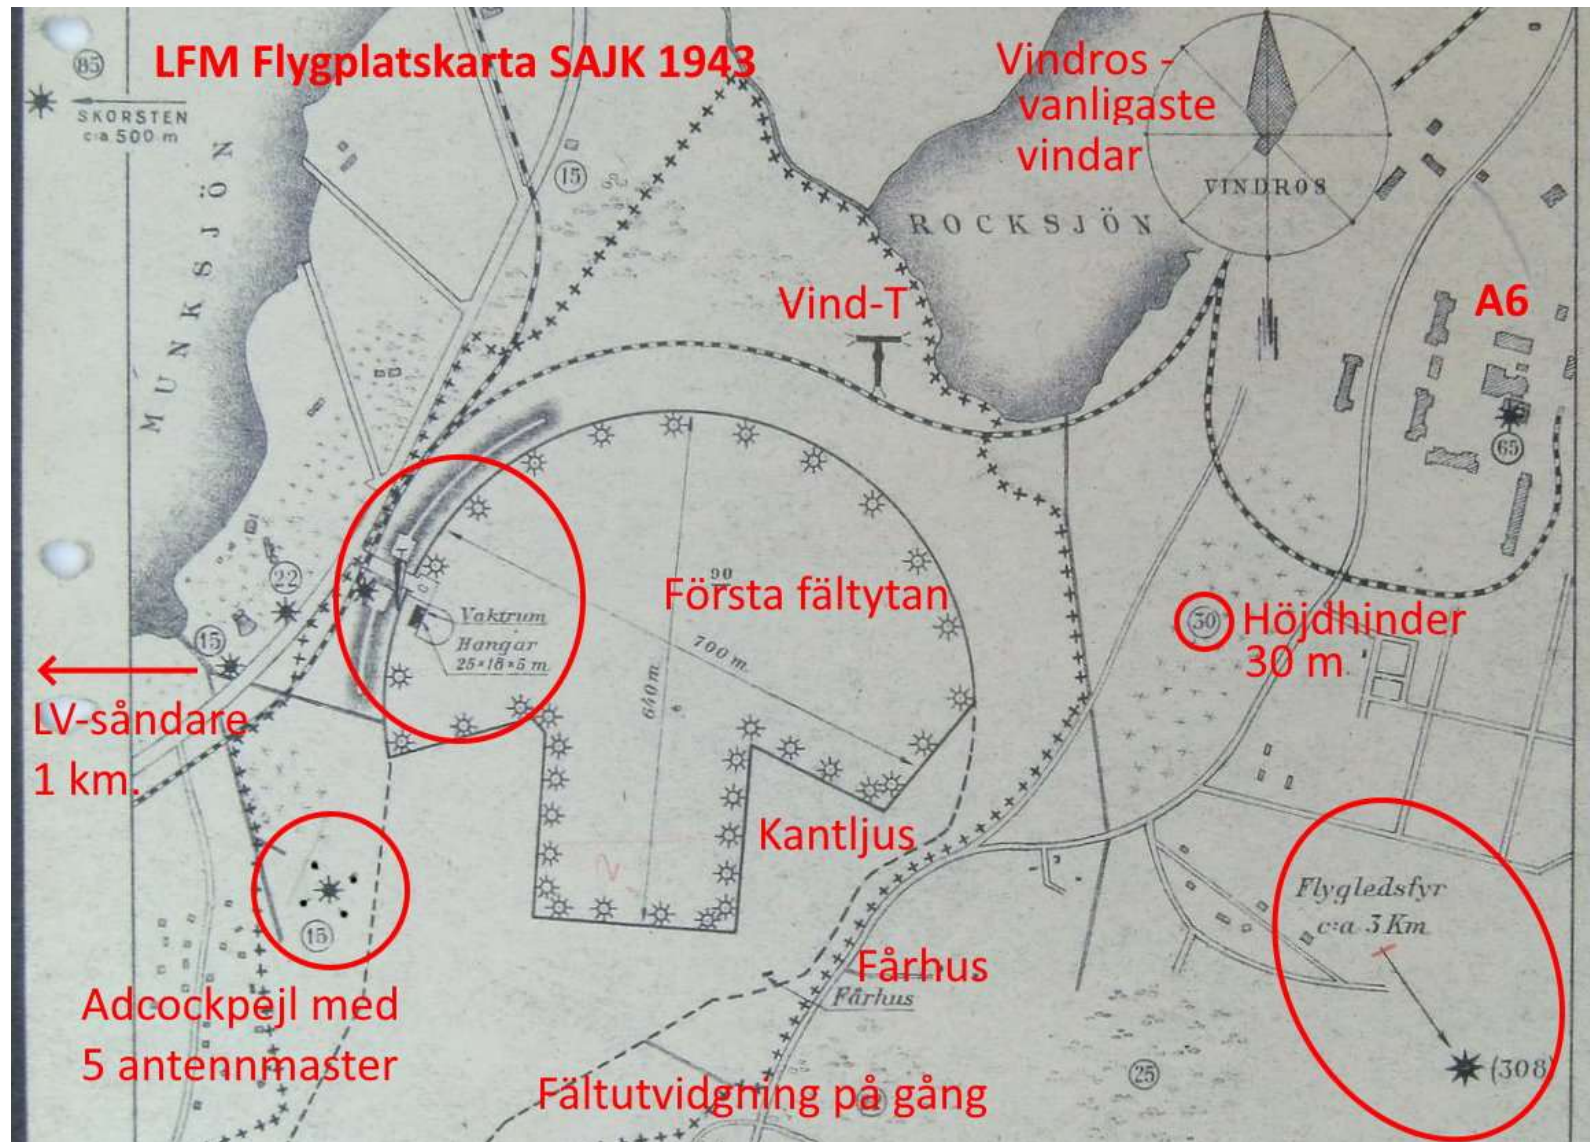 LFM Flygplatskarta SAJK 1943
85
SKORSTEN
c:a 500 m
MUNKSJÖN
15
Vindros -
vanligaste
vindar
VINDROS
ROCKSJÖN
Vind-T
A6
65
22
15
Vaktrum
Hangar
25×18×5 m
90
Första fältytan
700 m.
640 m.
30
Höjdhinder
30 m
LV-såndare
1 km.
Kantljus
15
Adcockpejl med
5 antennmaster
Flygledsfyr
c:a 3 Km
(308)
Fårhus
Fårhus
25
Fältutvidgning på gång